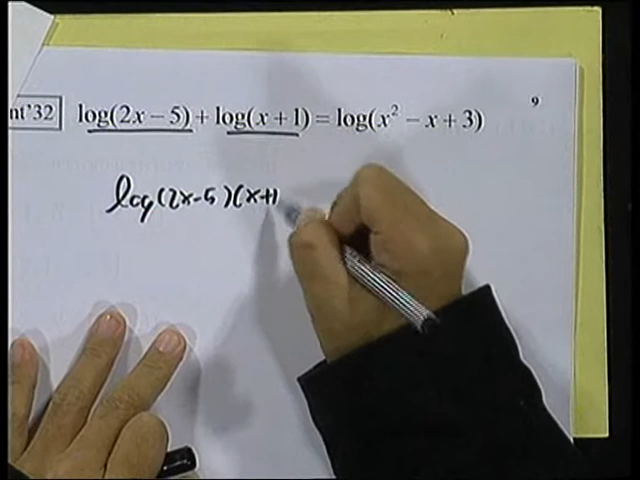 9
nt'32 log(2x − 5) + log(x + 1) = log(x² − x + 3)
log(2x-5)(x+1